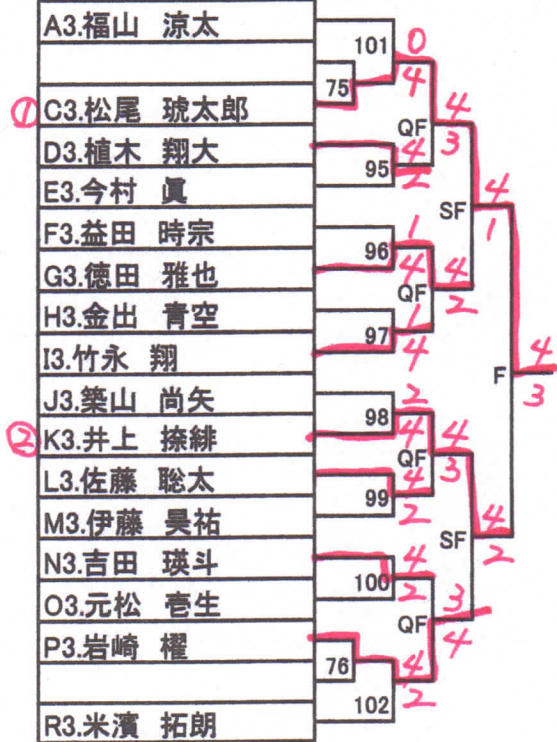 A3.福山 涼太
101
0
4
75
① C3.松尾 琥太郎
QF
4
3
D3.植木 翔大
4
95
2
E3.今村 眞
SF
4
1
F3.益田 時宗
96
1
4
G3.徳田 雅也
QF
4
2
H3.金出 青空
97
1
4
I3.竹永 翔
F
4
3
J3.築山 尚矢
98
2
4
② K3.井上 捺緋
QF
4
3
L3.佐藤 聡太
99
4
2
M3.伊藤 昊祐
SF
4
2
N3.吉田 瑛斗
100
4
2
O3.元松 壱生
QF
3
4
P3.岩崎 櫂
76
4
2
102
R3.米濱 拓朗